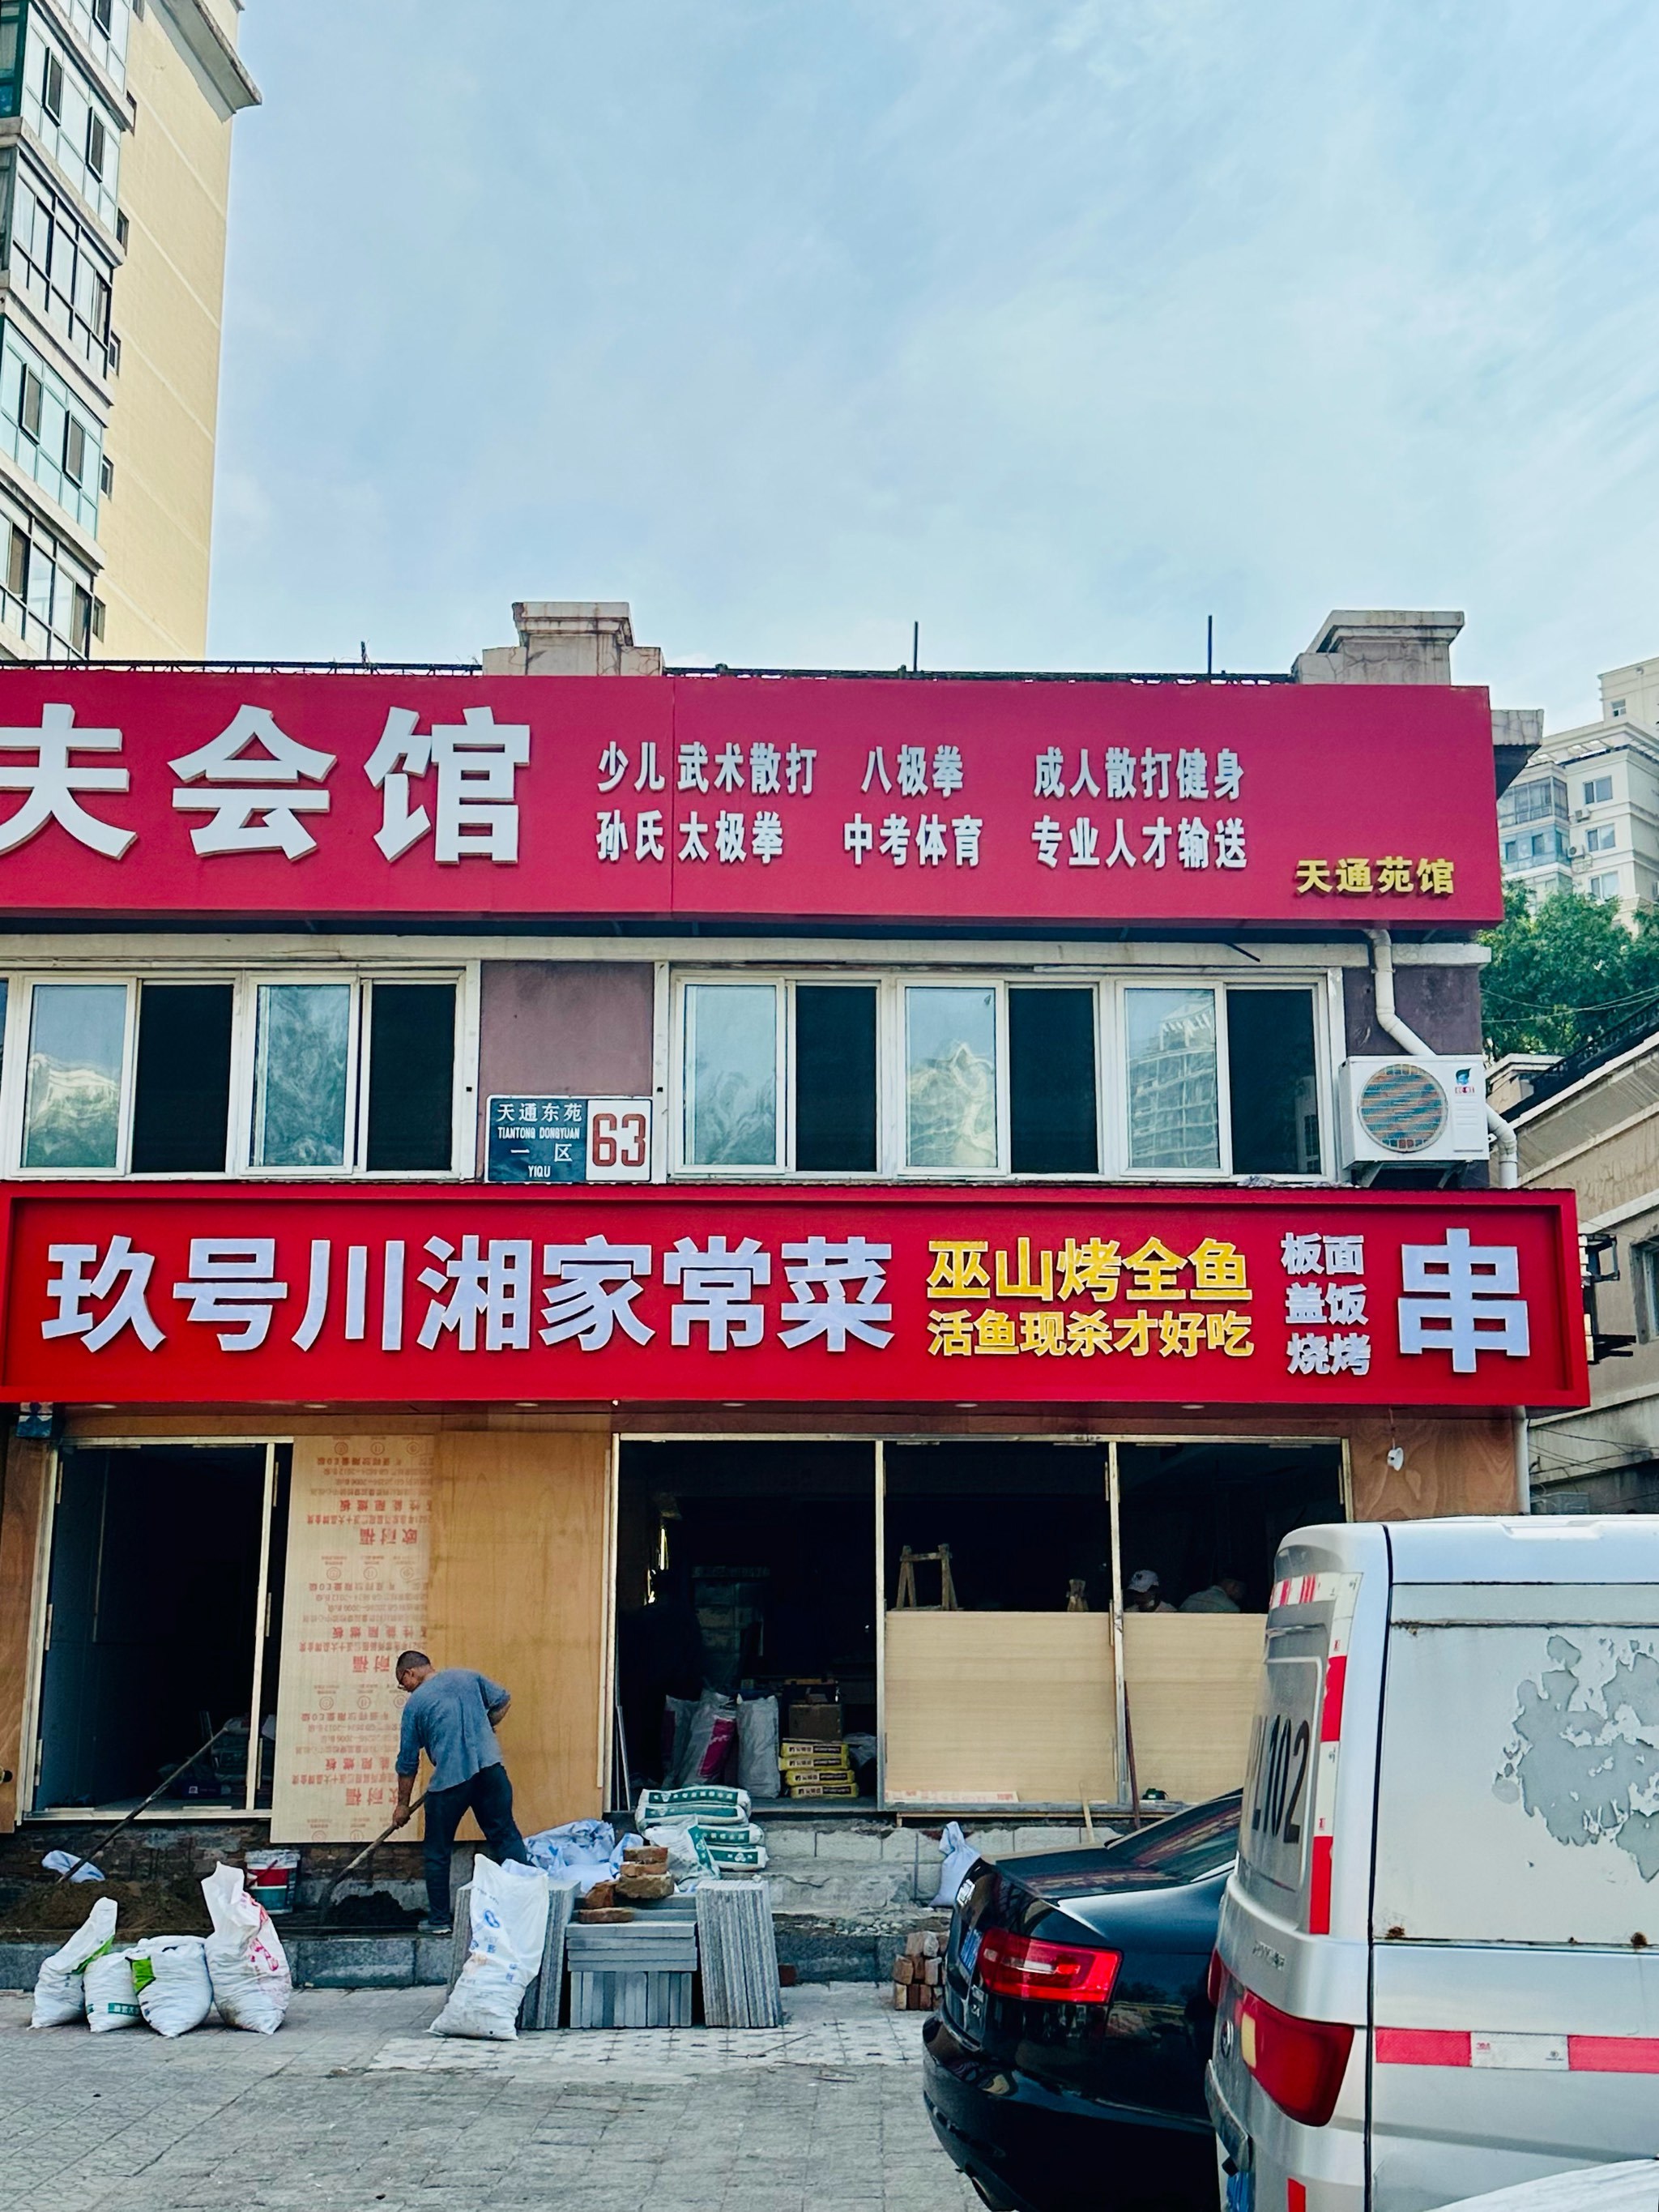 夫会馆
少儿武术散打 八极拳 成人散打健身
孙氏太极拳 中考体育 专业人才输送
天通苑馆
天通东苑
TIANTONG DONGYUAN
一 区
YIQU
63
玖号川湘家常菜
巫山烤全鱼
活鱼现杀才好吃
板面
盖饭
烧烤
串